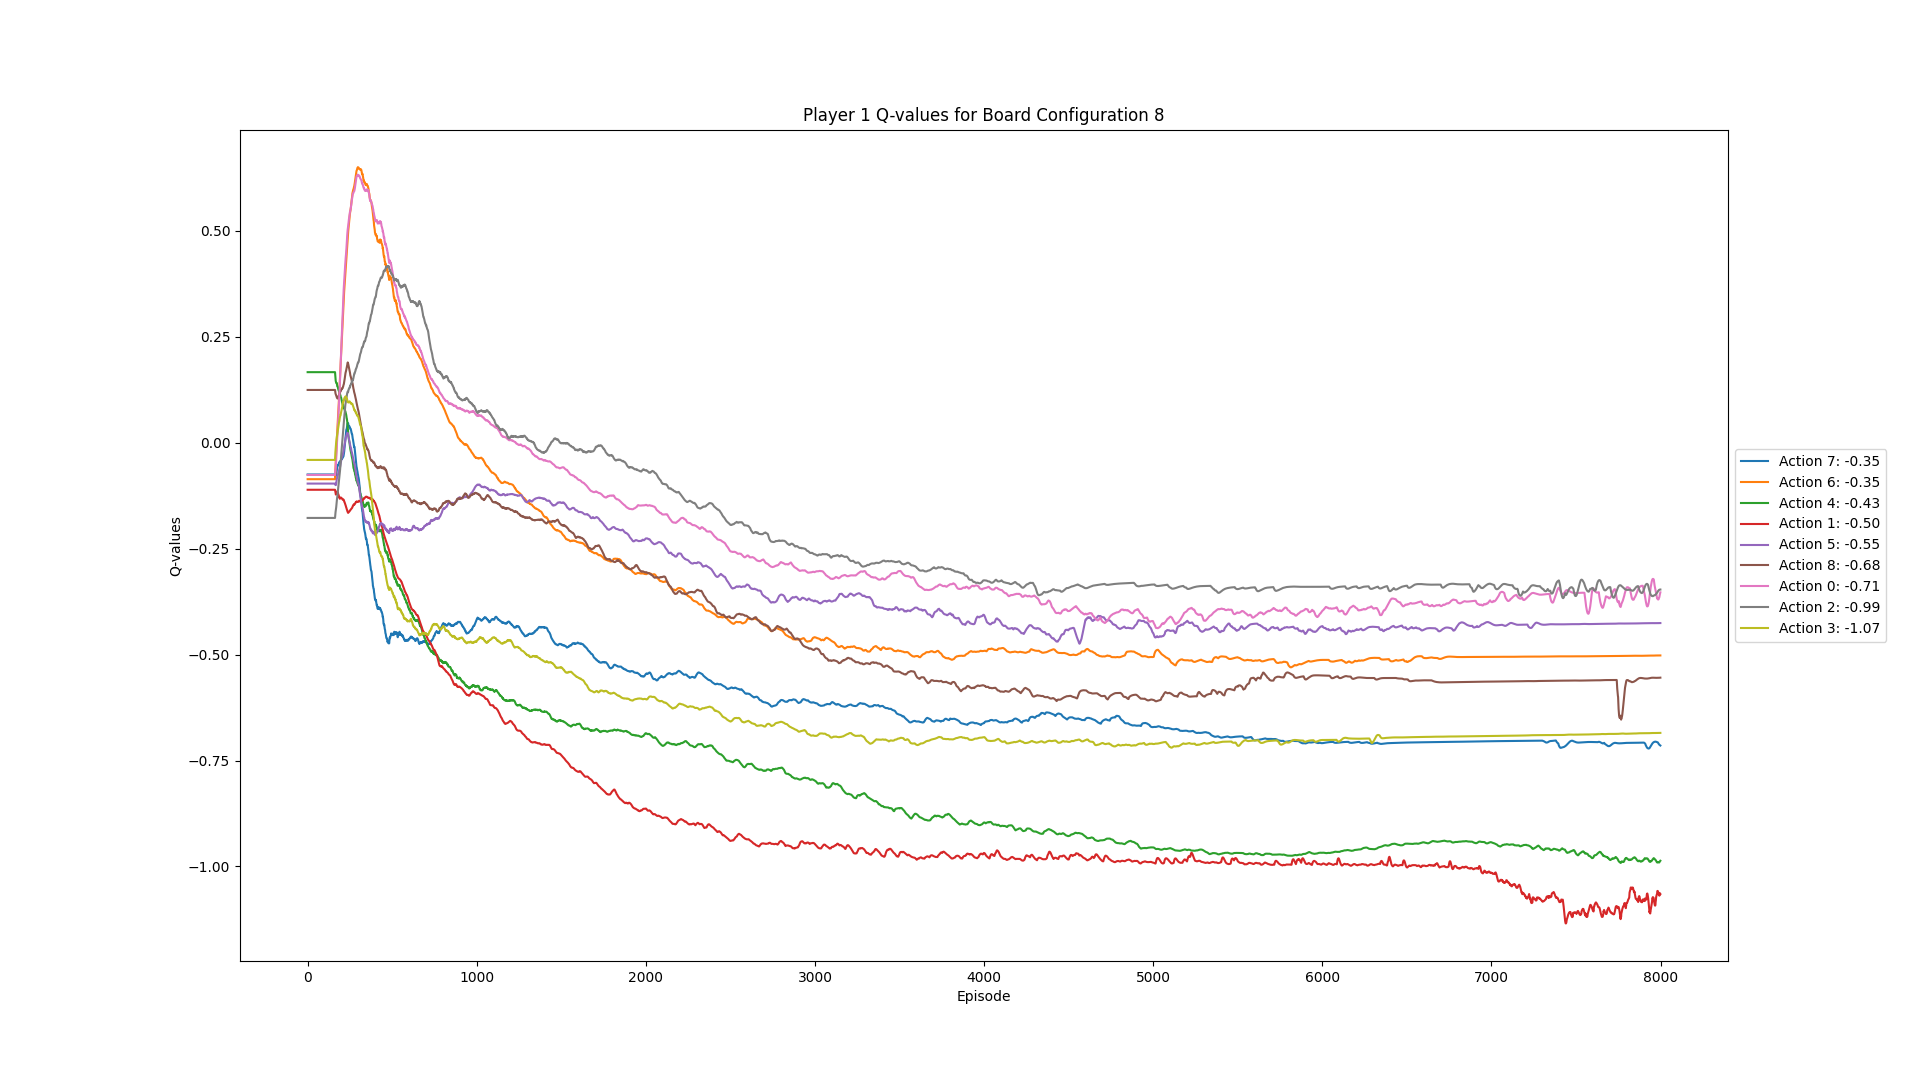 Player 1 Q-values for Board Configuration 8
Q-values
0.50
0.25
0.00
−0.25
−0.50
−0.75
−1.00
0
1000
2000
3000
4000
5000
6000
7000
8000
Episode
Action 7: -0.35
Action 6: -0.35
Action 4: -0.43
Action 1: -0.50
Action 5: -0.55
Action 8: -0.68
Action 0: -0.71
Action 2: -0.99
Action 3: -1.07